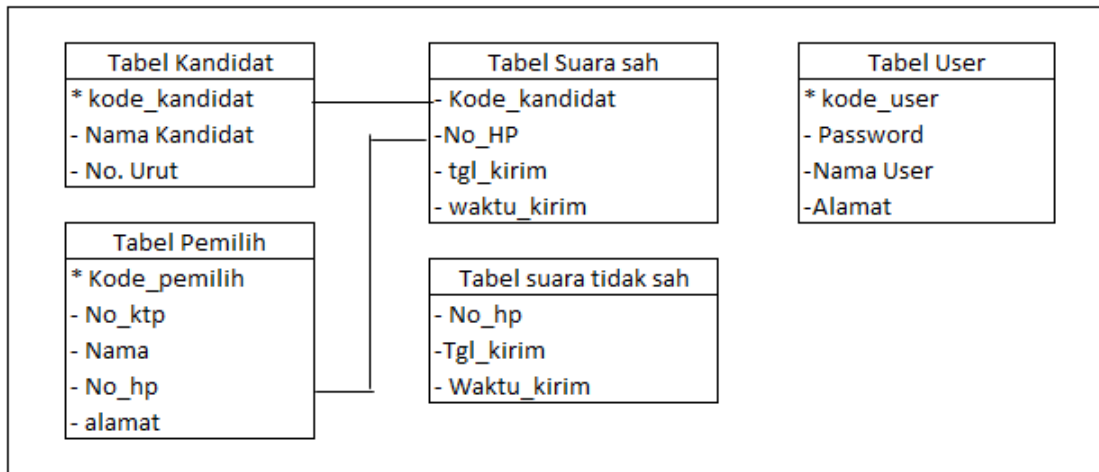 Tabel Kandidat
* kode_kandidat
- Nama Kandidat
- No. Urut
Tabel Pemilih
* Kode_pemilih
- No_ktp
- Nama
- No_hp
- alamat
Tabel Suara sah
- Kode_kandidat
-No_HP
- tgl_kirim
- waktu_kirim
Tabel suara tidak sah
- No_hp
-Tgl_kirim
- Waktu_kirim
Tabel User
* kode_user
- Password
-Nama User
-Alamat